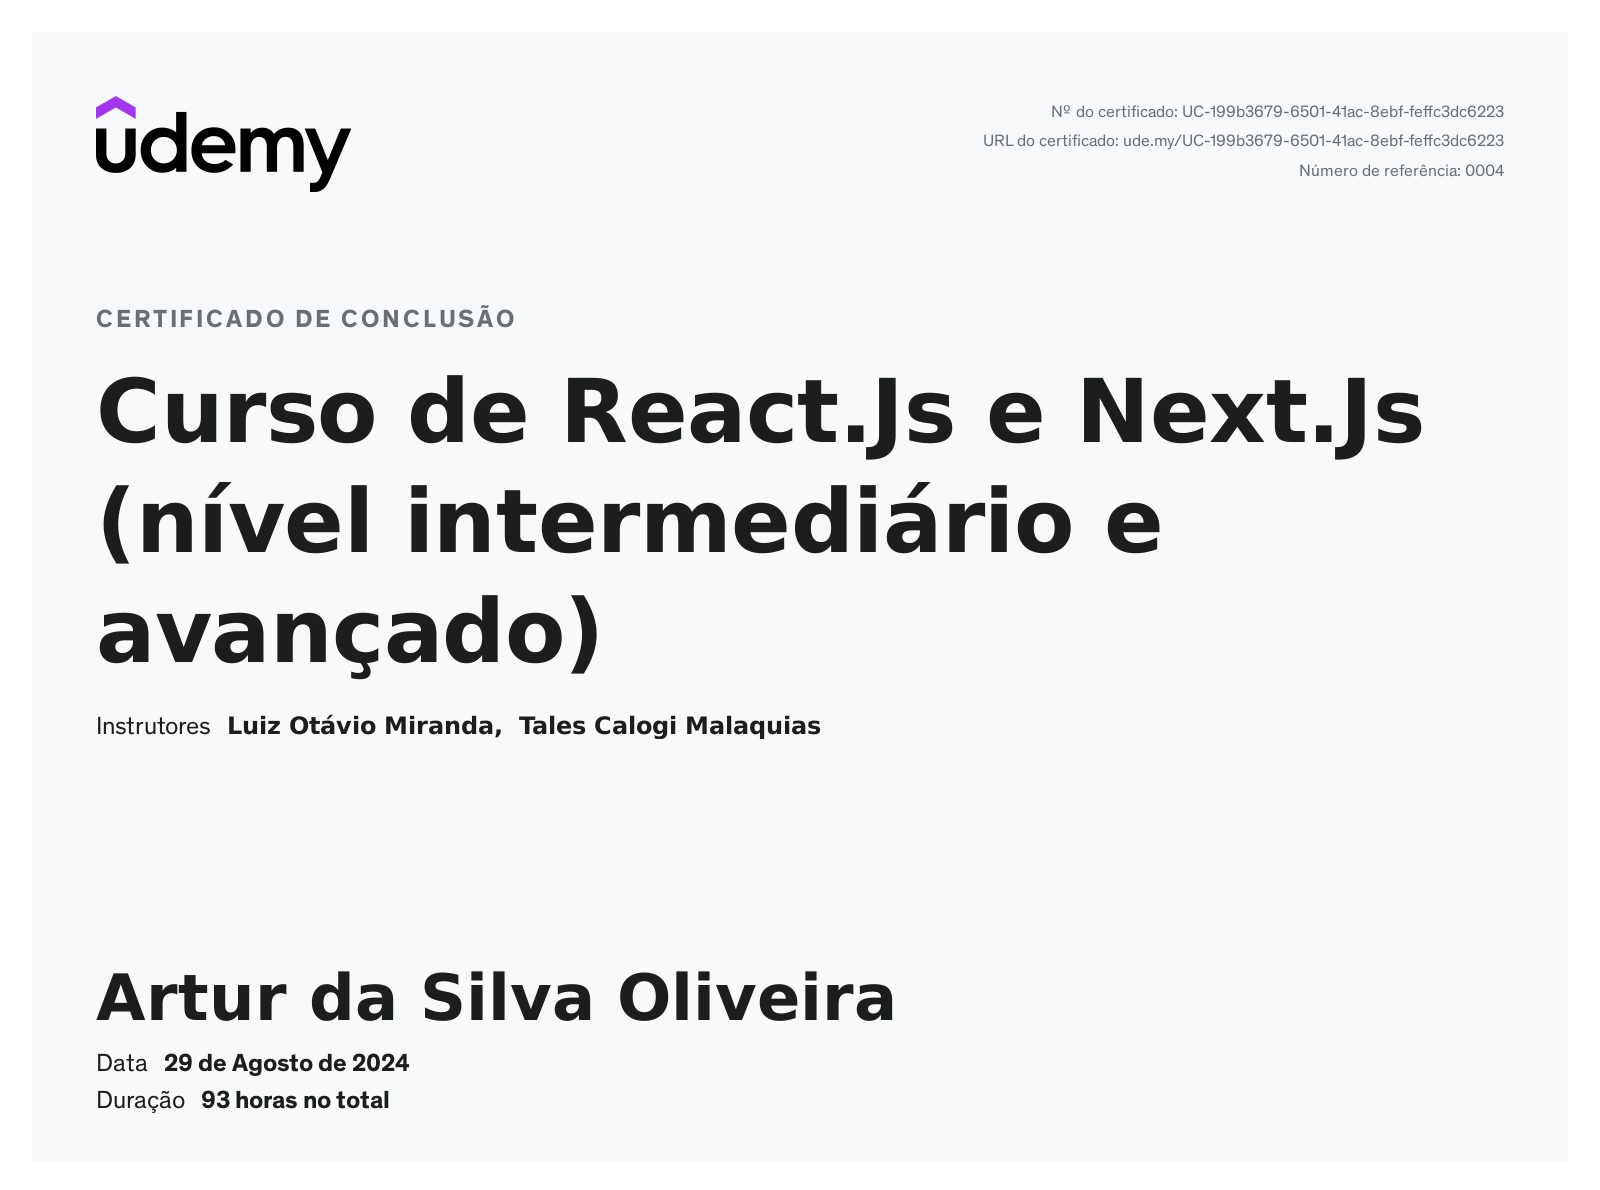 udemy
Nº do certificado: UC-199b3679-6501-41ac-8ebf-feffc3dc6223
URL do certificado: ude.my/UC-199b3679-6501-41ac-8ebf-feffc3dc6223
Número de referência: 0004
CERTIFICADO DE CONCLUSÃO
Curso de React.Js e Next.Js
(nível intermediário e
avançado)
Instrutores Luiz Otávio Miranda, Tales Calogi Malaquias
Artur da Silva Oliveira
Data 29 de Agosto de 2024
Duração 93 horas no total